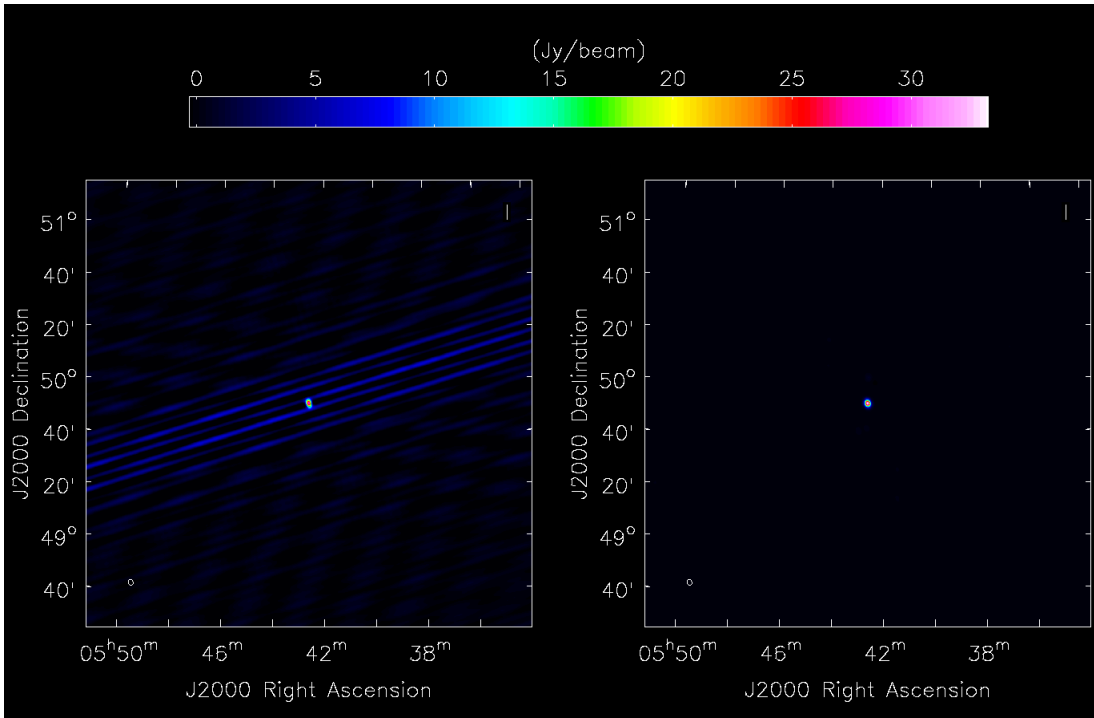 (Jy/beam)
0 5 10 15 20 25 30
J2000 Declination
51°
40'
20'
50°
40'
20'
49°
40'
05ʰ50ᵐ 46ᵐ 42ᵐ 38ᵐ
J2000 Right Ascension
J2000 Declination
51°
40'
20'
50°
40'
20'
49°
40'
05ʰ50ᵐ 46ᵐ 42ᵐ 38ᵐ
J2000 Right Ascension